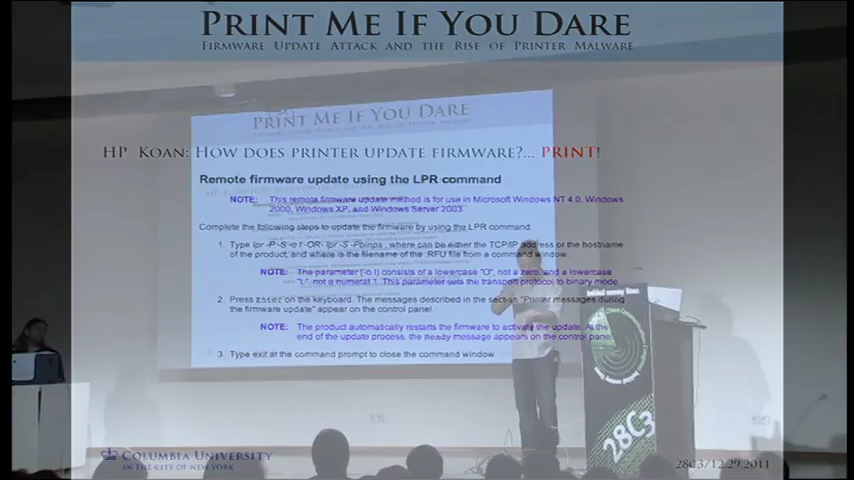 PRINT ME IF YOU DARE
FIRMWARE UPDATE ATTACK AND THE RISE OF PRINTER MALWARE
PRINT ME IF YOU DARE
HP KOAN: HOW DOES PRINTER UPDATE FIRMWARE?... PRINT!
Remote firmware update using the LPR command
NOTE: This remote firmware update method is for use in Microsoft Windows NT 4.0, Windows
2000, Windows XP, and Windows Server 2003.
Complete the following steps to update the firmware by using the LPR command.
1. Type lpr -P -S -o l -OR- lpr -S -Pbinps , where can be either the TCP/IP address or the hostname
of the product, and where is the filename of the .RFU file from a command window.
NOTE: The parameter (-o l) consists of a lowercase "O", not a zero, and a lowercase
"L", not a numeral 1. This parameter sets the transport protocol to binary mode.
2. Press Enter on the keyboard. The messages described in the section "Printer messages during
the firmware update" appear on the control panel.
NOTE: The product automatically restarts the firmware to activate the update. At the
end of the update process, the Ready message appears on the control panel.
3. Type exit at the command prompt to close the command window.
28C3
COLUMBIA UNIVERSITY
IN THE CITY OF NEW YORK
28C3/12.29.2011